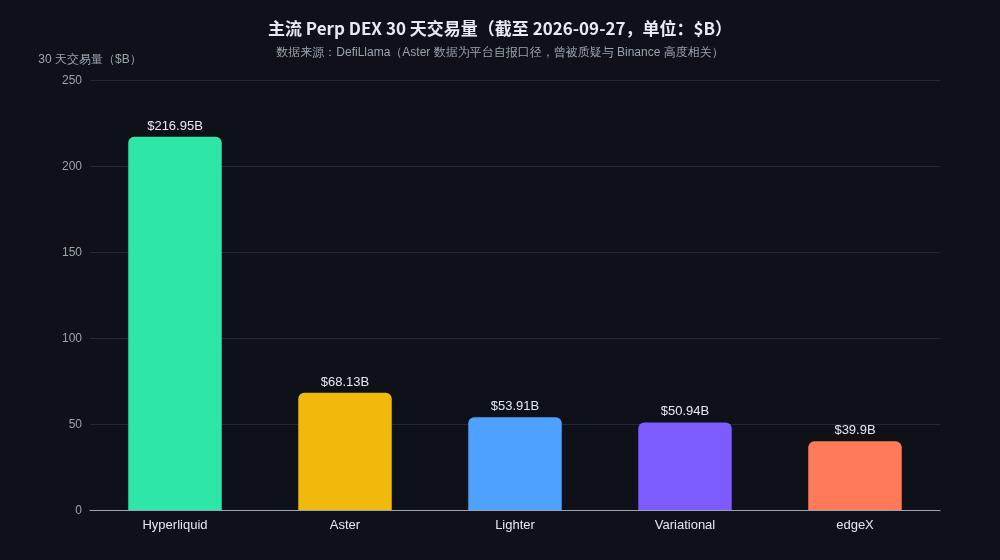 主流 Perp DEX 30 天交易量（截至 2026-09-27，单位：$B）
数据来源：DefiLlama（Aster 数据为平台自报口径，曾被质疑与 Binance 高度相关）
30 天交易量（$B）
250
200
150
100
50
0
$216.95B
$68.13B
$53.91B
$50.94B
$39.9B
Hyperliquid
Aster
Lighter
Variational
edgeX